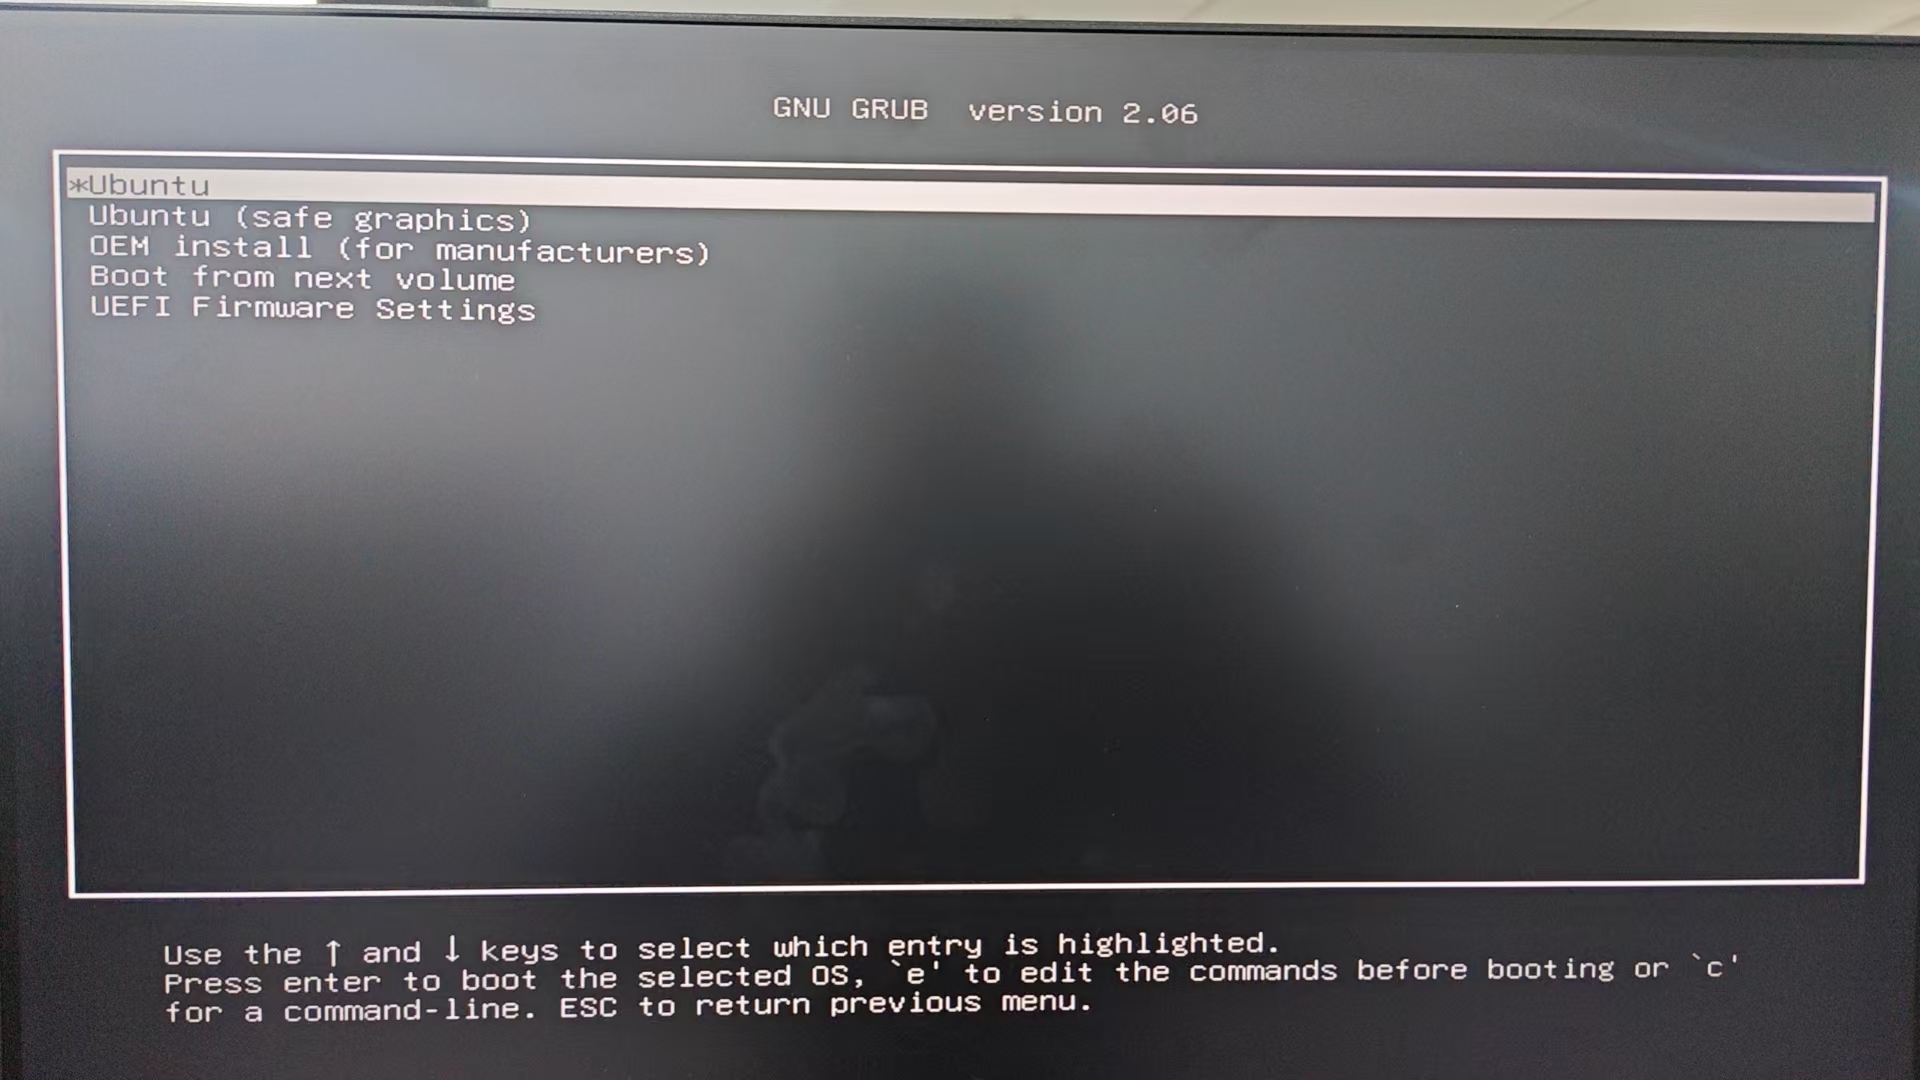 GNU GRUB version 2.06
*Ubuntu
Ubuntu (safe graphics)
OEM install (for manufacturers)
Boot from next volume
UEFI Firmware Settings
Use the ↑ and ↓ keys to select which entry is highlighted.
Press enter to boot the selected OS, `e' to edit the commands before booting or `c'
for a command-line. ESC to return previous menu.